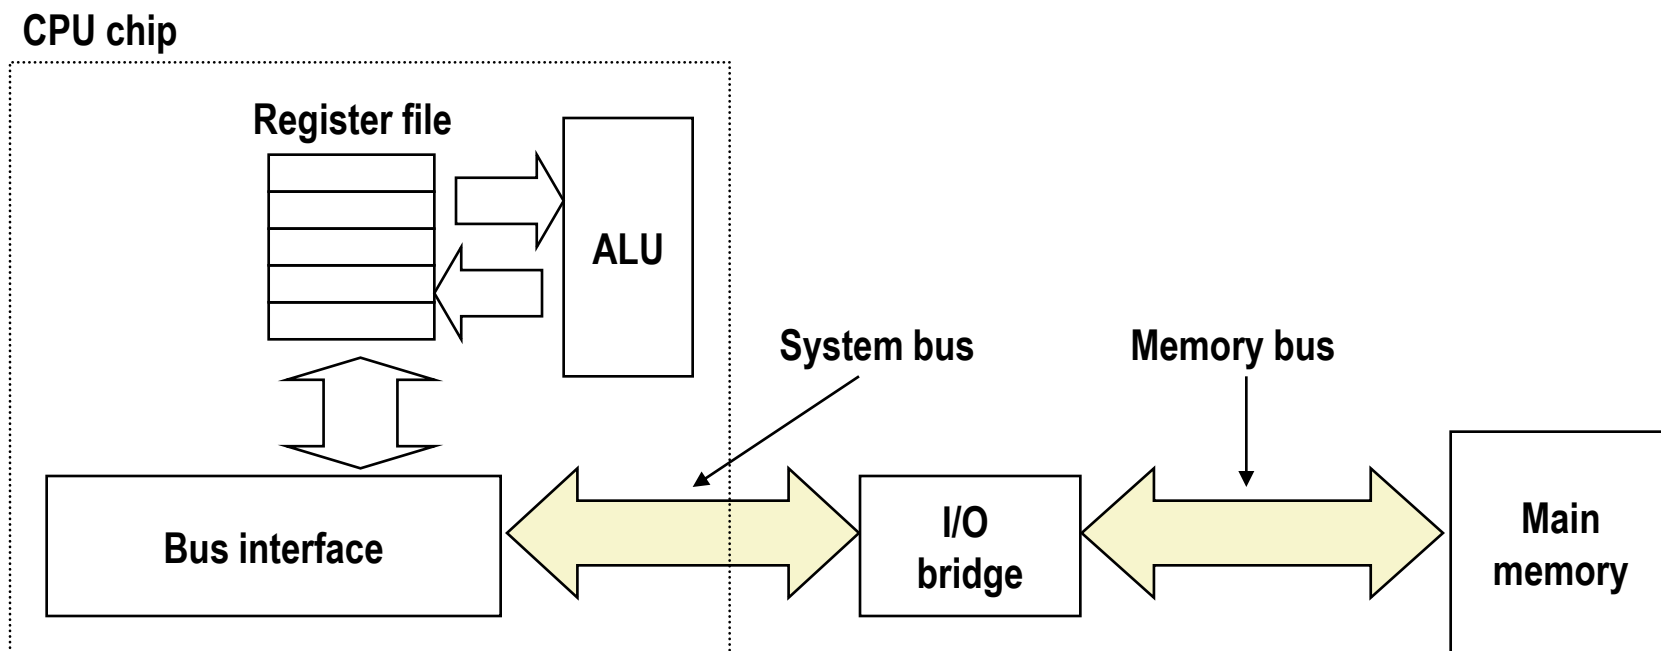 CPU chip
Register file
ALU
System bus
Memory bus
Bus interface
I/O
bridge
Main
memory